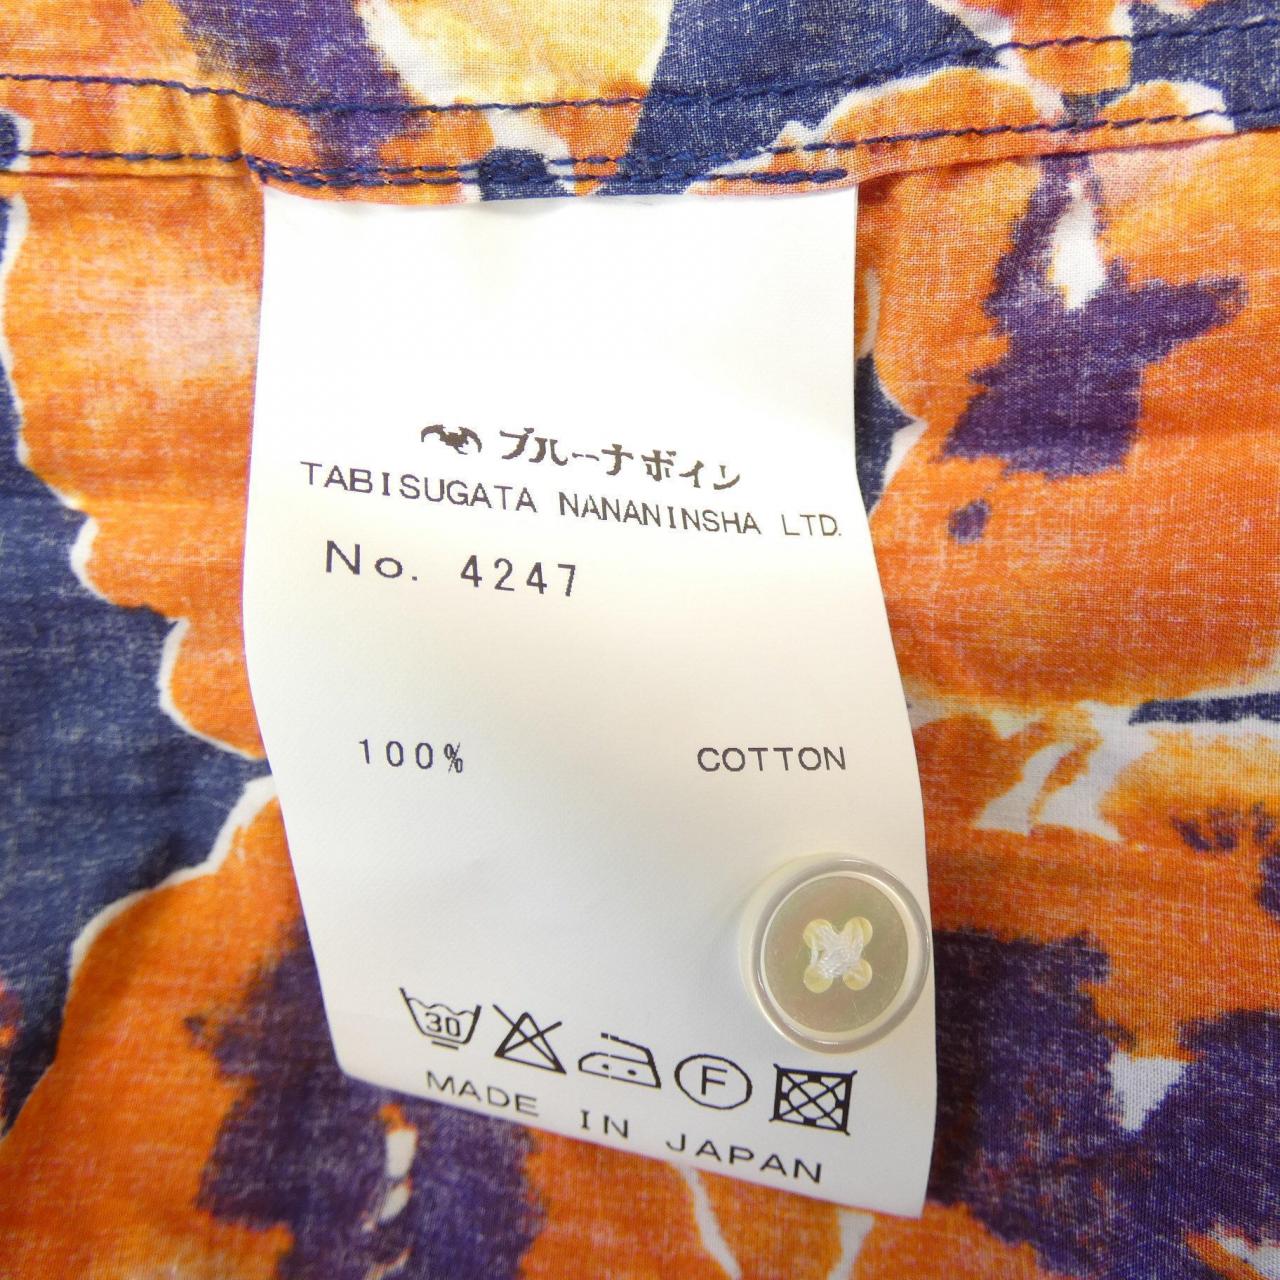 ブルーナボイン
TABISUGATA NANANINSHA LTD.
No. 4247
100% COTTON
30
F
MADE IN JAPAN